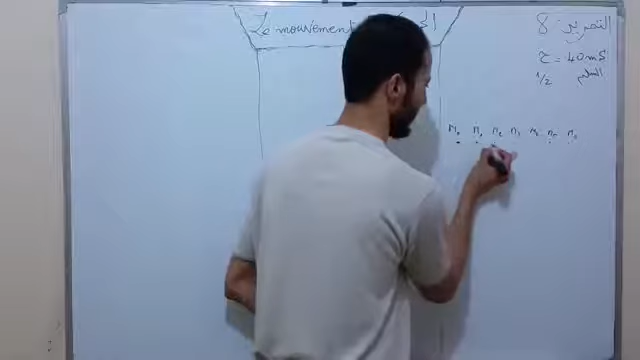 Le mouvement
التمرين 8
τ = 40ms
السلم 1/2
M₀ M₁ M₂ M₃ M₄ M₅ M₆